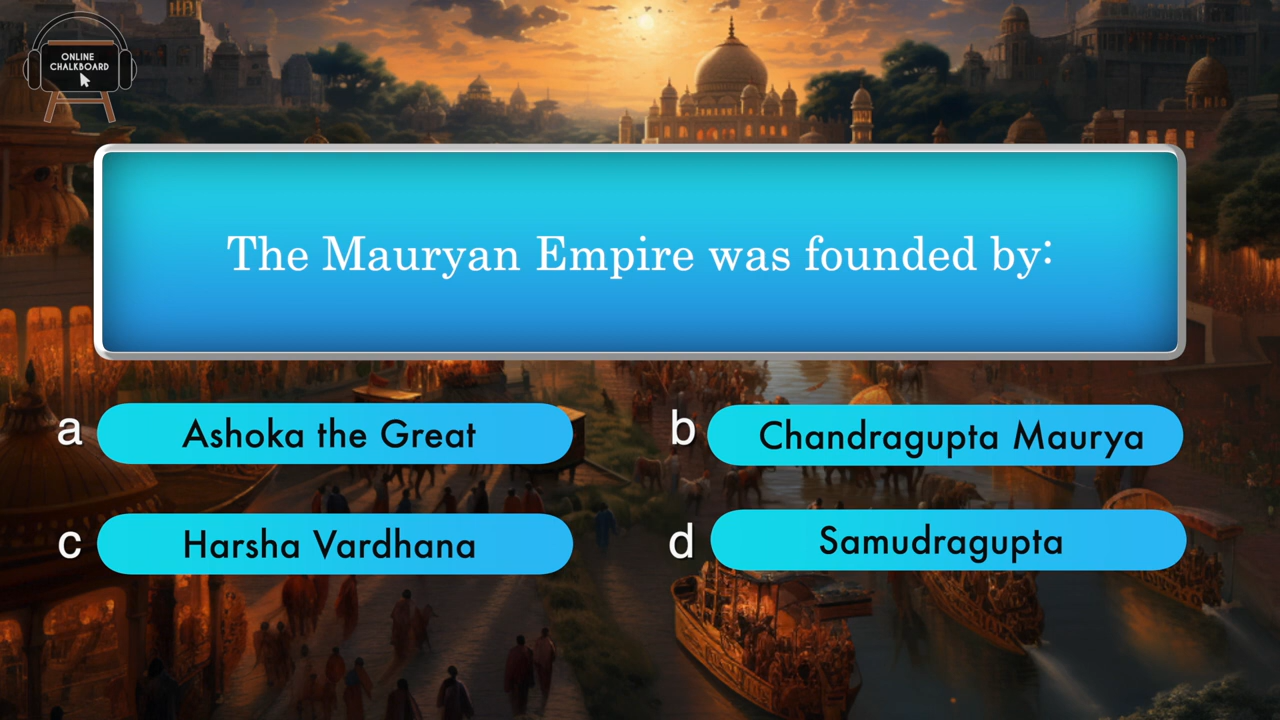 ONLINE
CHALKBOARD
The Mauryan Empire was founded by:
a Ashoka the Great
b Chandragupta Maurya
c Harsha Vardhana
d Samudragupta